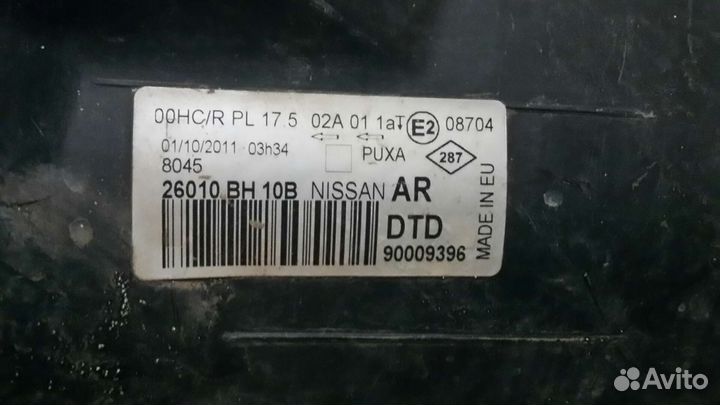 00HC/R PL 17.5 02A 01 1aT E2 08704
01/10/2011 03h34 PUXA 287
8045
26010 BH 10B NISSAN AR
DTD
90009396
MADE IN EU
Avito